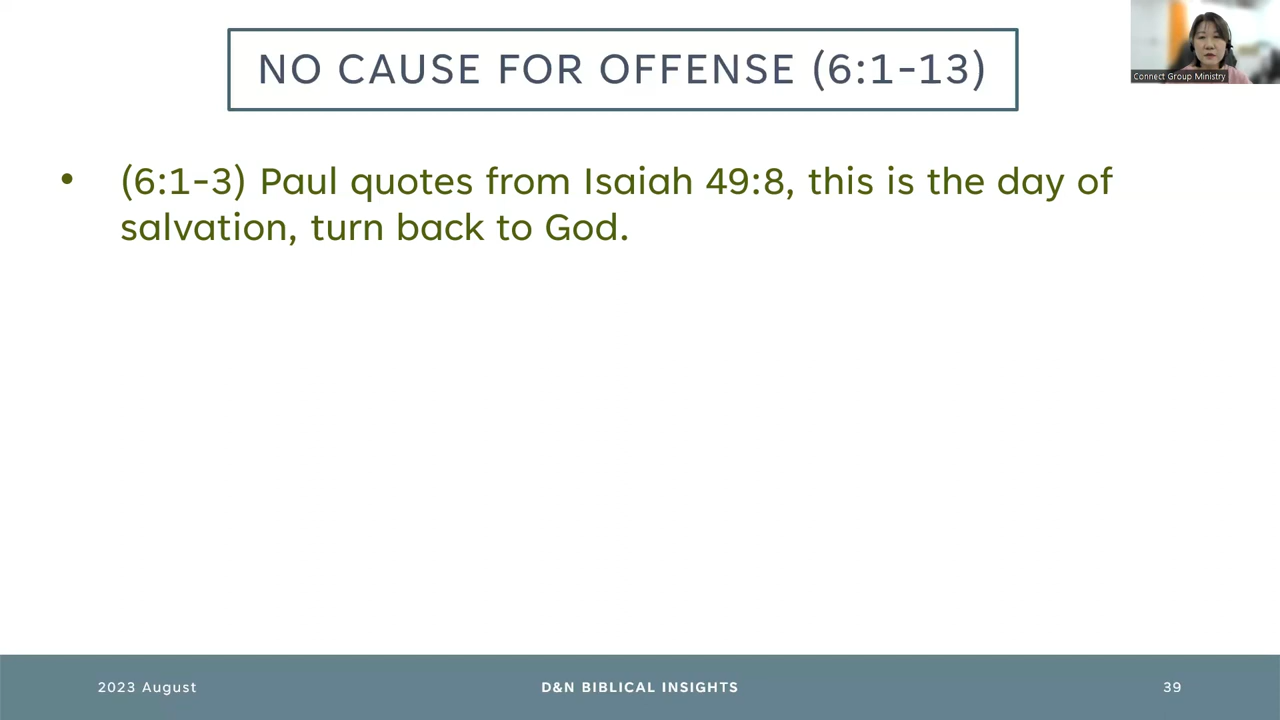 NO CAUSE FOR OFFENSE (6:1-13)
Connect Group Ministry
• (6:1-3) Paul quotes from Isaiah 49:8, this is the day of
salvation, turn back to God.
2023 August
D&N BIBLICAL INSIGHTS
39